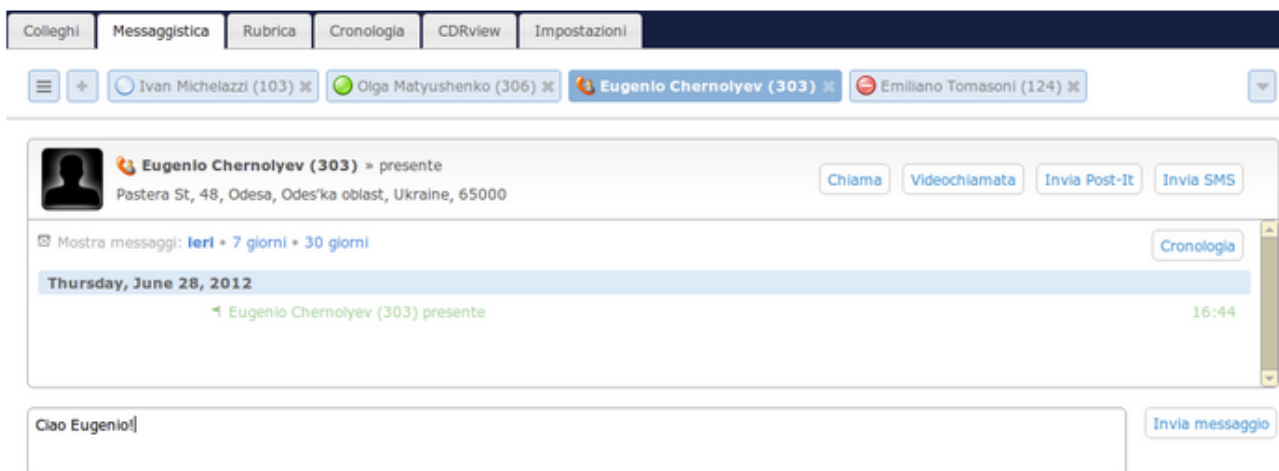 Colleghi Messaggistica Rubrica Cronologia CDRview Impostazioni
Ivan Michelazzi (103) Olga Matyushenko (306) Eugenio Chernolyev (303) Emiliano Tomasoni (124)
Eugenio Chernolyev (303) » presente
Chiama Videochiamata Invia Post-It Invia SMS
Pastera St, 48, Odesa, Odes'ka oblast, Ukraine, 65000
Mostra messaggi: Ieri • 7 giorni • 30 giorni Cronologia
Thursday, June 28, 2012
Eugenio Chernolyev (303) presente 16:44
Ciao Eugenio! Invia messaggio